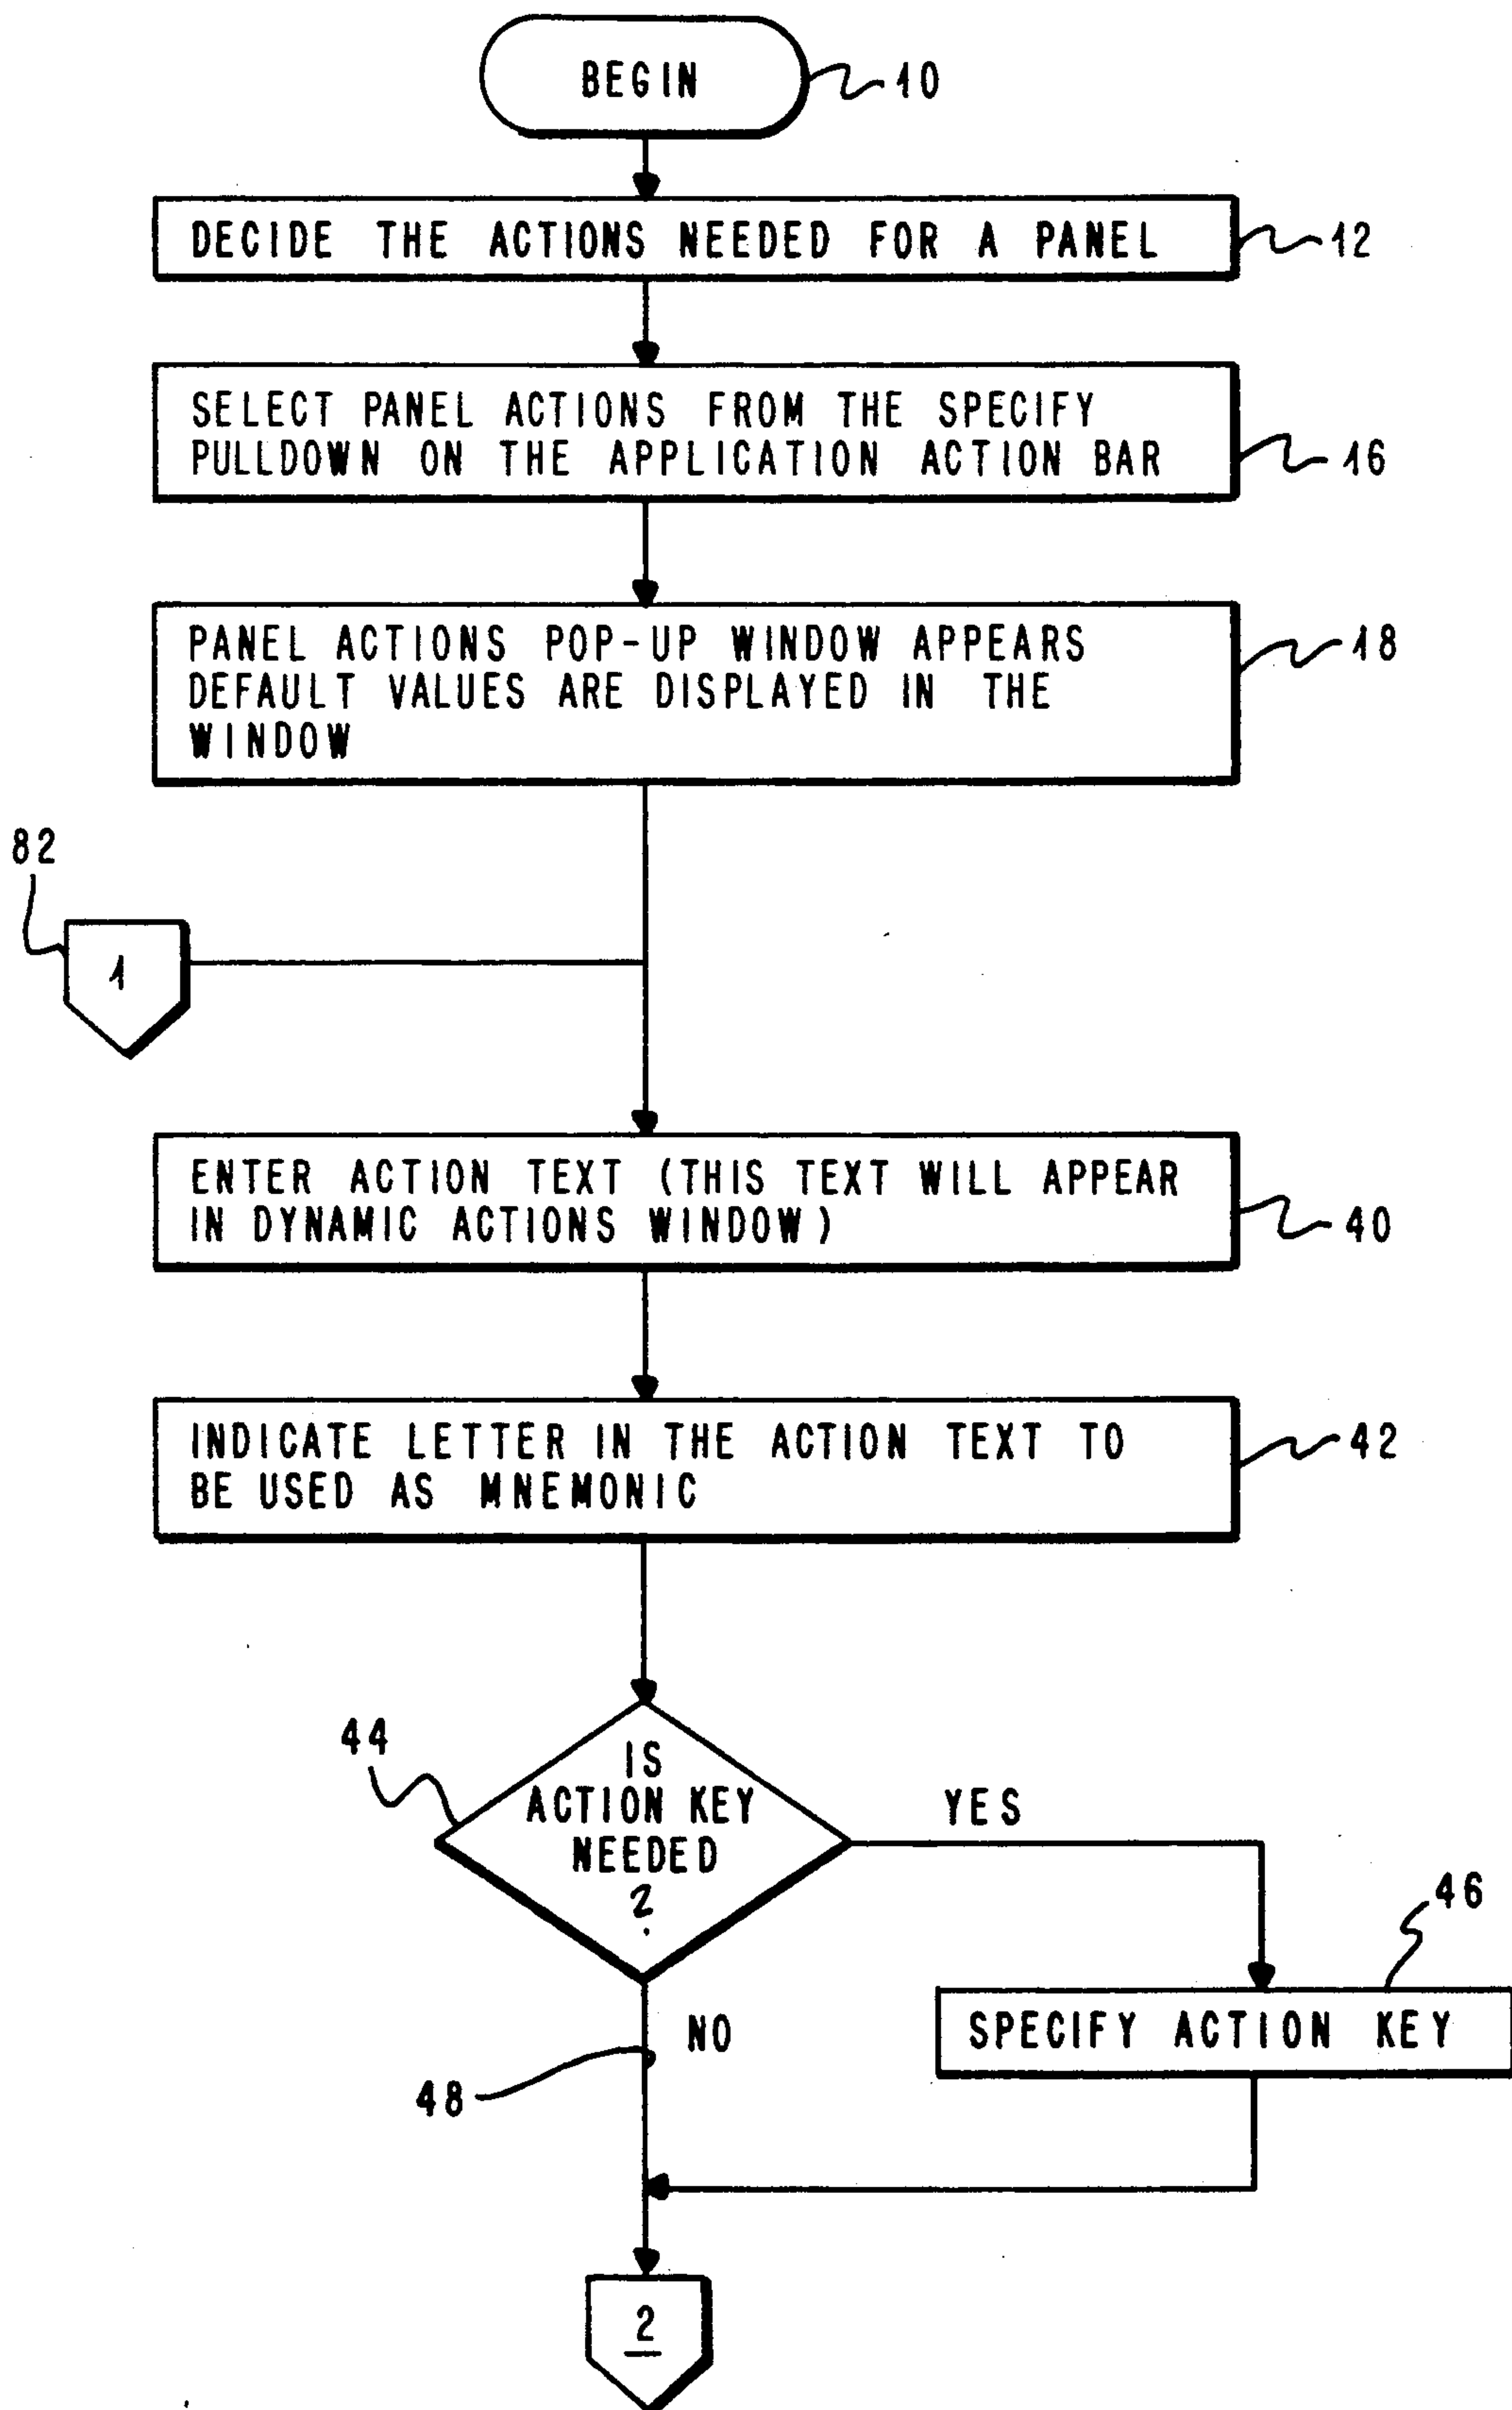 BEGIN
10
DECIDE THE ACTIONS NEEDED FOR A PANEL
12
SELECT PANEL ACTIONS FROM THE SPECIFY
PULLDOWN ON THE APPLICATION ACTION BAR
16
PANEL ACTIONS POP-UP WINDOW APPEARS
DEFAULT VALUES ARE DISPLAYED IN THE
WINDOW
18
82
1
ENTER ACTION TEXT (THIS TEXT WILL APPEAR
IN DYNAMIC ACTIONS WINDOW)
40
INDICATE LETTER IN THE ACTION TEXT TO
BE USED AS MNEMONIC
42
44
IS
ACTION KEY
NEEDED
?
YES
46
SPECIFY ACTION KEY
NO
48
2